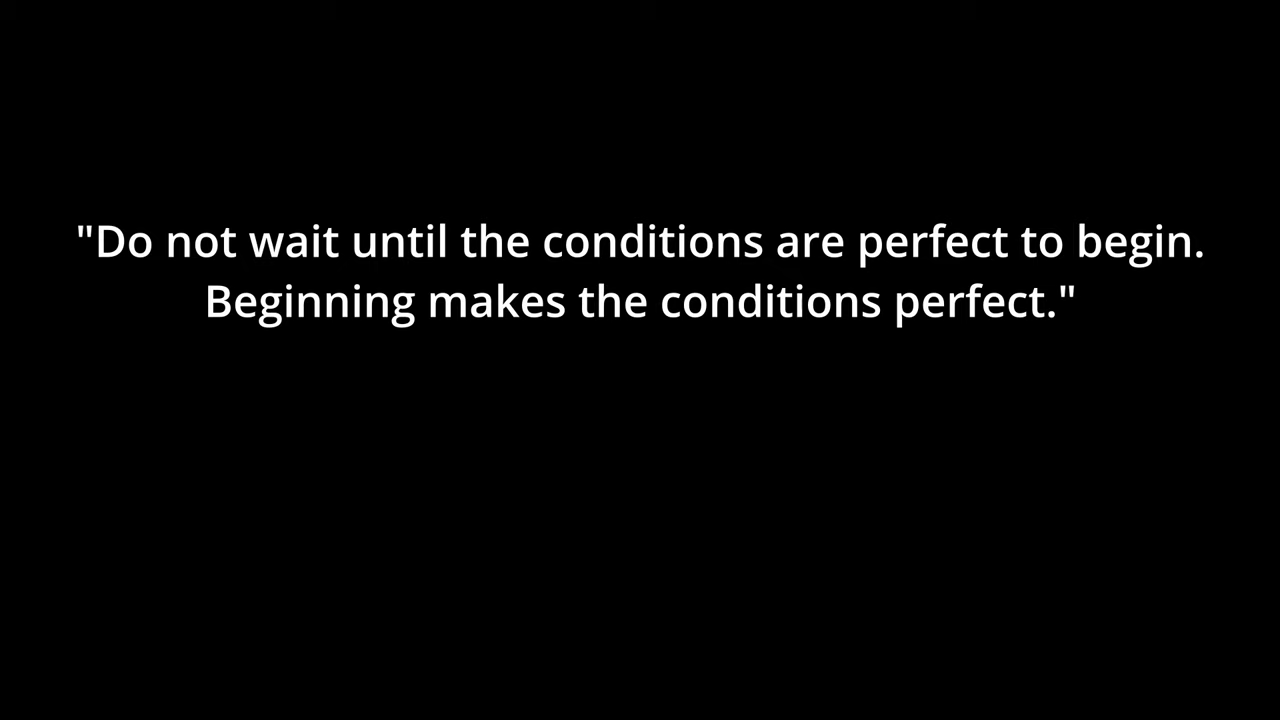 "Do not wait until the conditions are perfect to begin.
Beginning makes the conditions perfect."